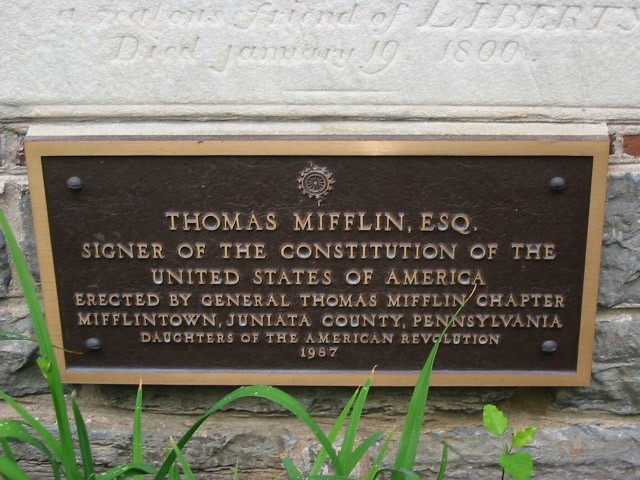 a zealous friend of LIBERTY
Died january 19. 1800.
THOMAS MIFFLIN, ESQ.
SIGNER OF THE CONSTITUTION OF THE
UNITED STATES OF AMERICA
ERECTED BY GENERAL THOMAS MIFFLIN CHAPTER
MIFFLINTOWN, JUNIATA COUNTY, PENNSYLVANIA
DAUGHTERS OF THE AMERICAN REVOLUTION
1987